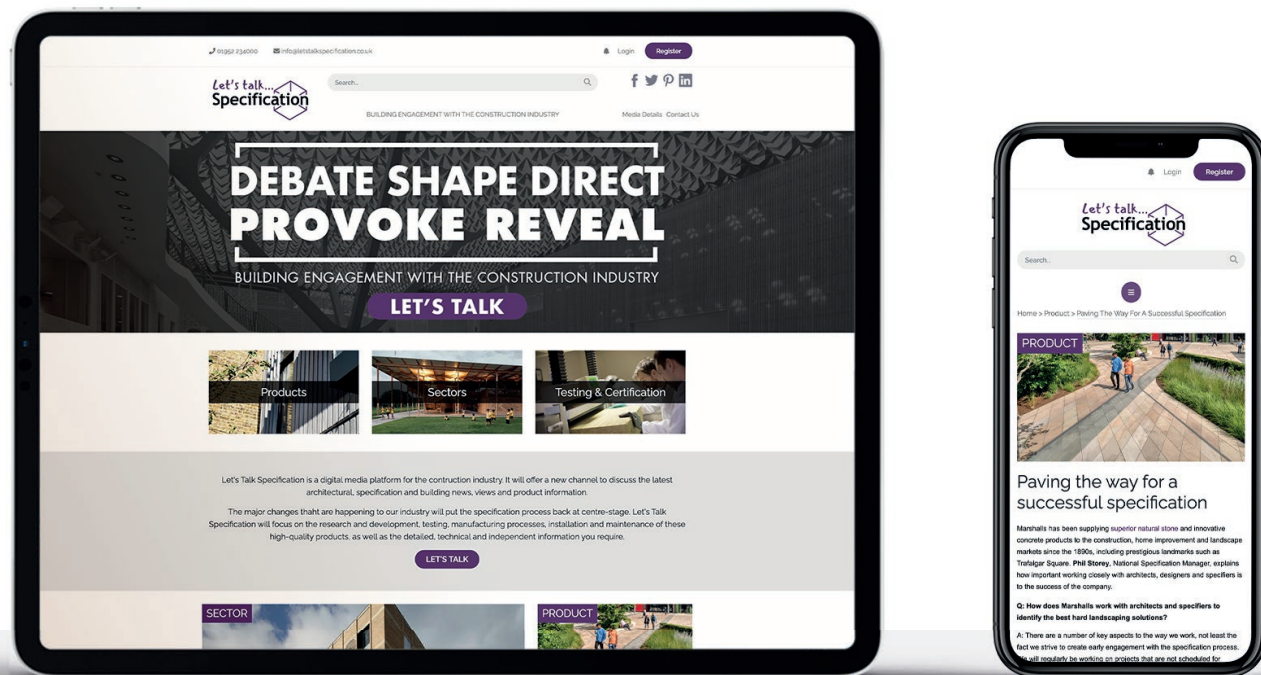 01952 234000 info@letstalkspecification.co.uk Login Register
Let's talk...
Specification
Search..
BUILDING ENGAGEMENT WITH THE CONSTRUCTION INDUSTRY Media Details Contact Us
DEBATE SHAPE DIRECT
PROVOKE REVEAL
BUILDING ENGAGEMENT WITH THE CONSTRUCTION INDUSTRY
LET'S TALK
Products Sectors Testing & Certification
Let's Talk Specification is a digital media platform for the contruction industry. It will offer a new channel to discuss the latest
architectural, specification and building news, views and product information.
The major changes thaht are happening to our industry will put the specification process back at centre-stage. Let's Talk
Specification will focus on the research and development, testing, manufacturing processes, installation and maintenance of these
high-quality products, as well as the detailed, technical and independent information you require.
LET'S TALK
SECTOR PRODUCT
Login Register
Let's talk...
Specification
Search..
Home > Product > Paving The Way For A Successful Specification
PRODUCT
Paving the way for a
successful specification
Marshalls has been supplying superior natural stone and innovative
concrete products to the construction, home improvement and landscape
markets since the 1890s, including prestigious landmarks such as
Trafalgar Square. Phil Storey, National Specification Manager, explains
how important working closely with architects, designers and specifiers is
to the success of the company.
Q: How does Marshalls work with architects and specifiers to
identify the best hard landscaping solutions?
A: There are a number of key aspects to the way we work, not least the
fact we strive to create early engagement with the specification process.
We will regularly be working on projects that are not scheduled for